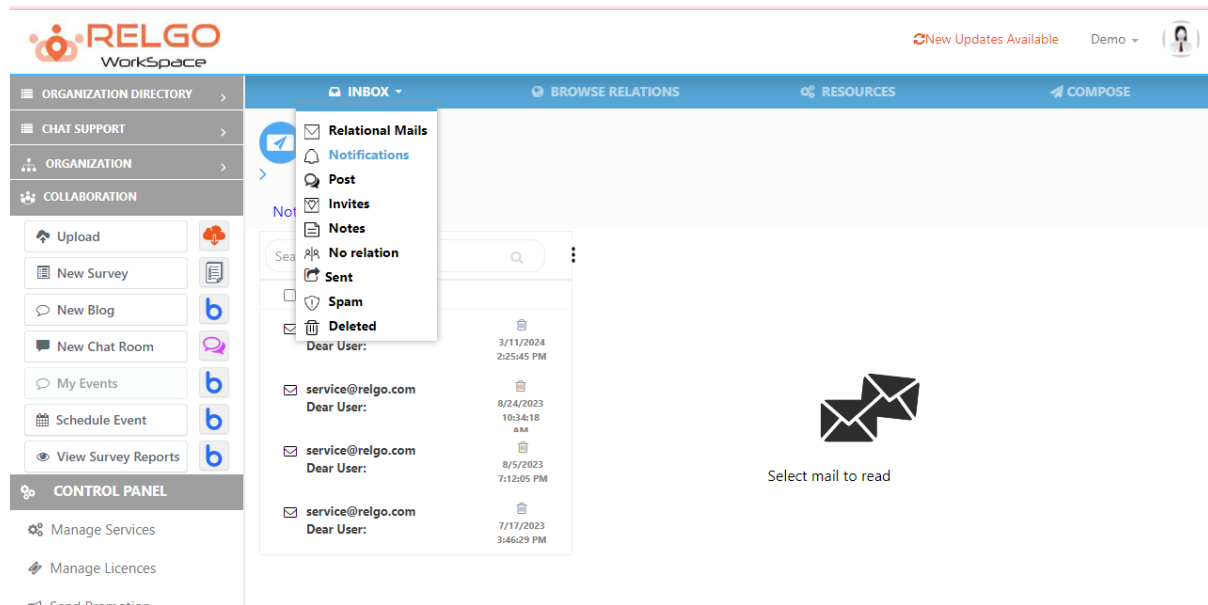 RELGO
WorkSpace
New Updates Available
Demo
ORGANIZATION DIRECTORY
INBOX
BROWSE RELATIONS
RESOURCES
COMPOSE
CHAT SUPPORT
ORGANIZATION
COLLABORATION
Upload
New Survey
New Blog
New Chat Room
My Events
Schedule Event
View Survey Reports
CONTROL PANEL
Manage Services
Manage Licences
Relational Mails
Notifications
Post
Invites
Notes
No relation
Sent
Spam
Deleted
Not
Sea
Dear User:
3/11/2024
2:25:45 PM
service@relgo.com
Dear User:
8/24/2023
10:34:18
AM
service@relgo.com
Dear User:
8/5/2023
7:12:05 PM
service@relgo.com
Dear User:
7/17/2023
3:46:29 PM
Select mail to read